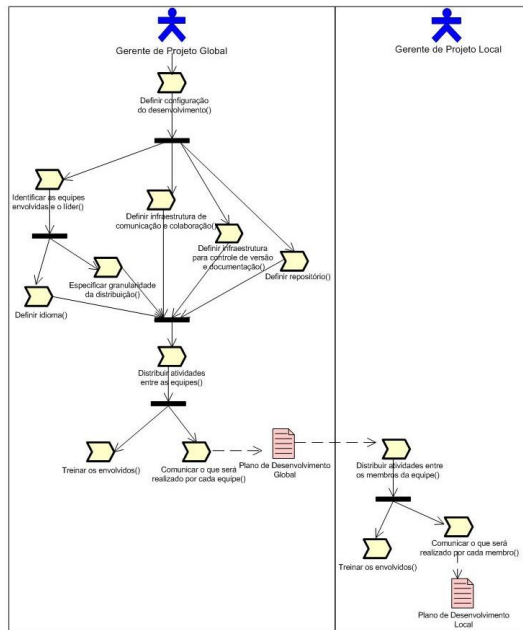 Gerente de Projeto Global
Gerente de Projeto Local
Definir configuração
do desenvolvimento()
Identificar as equipes
envolvidas e o líder()
Definir infraestrutura de
comunicação e colaboração()
Definir infraestrutura
para controle de versão
e documentação()
Definir repositório()
Especificar granularidade
da distribuição()
Definir idioma()
Distribuir atividades
entre as equipes()
Treinar os envolvidos()
Comunicar o que será
realizado por cada equipe()
Plano de Desenvolvimento
Global
Distribuir atividades entre
os membros da equipe()
Treinar os envolvidos()
Comunicar o que será
realizado por cada membro()
Plano de Desenvolvimento
Local